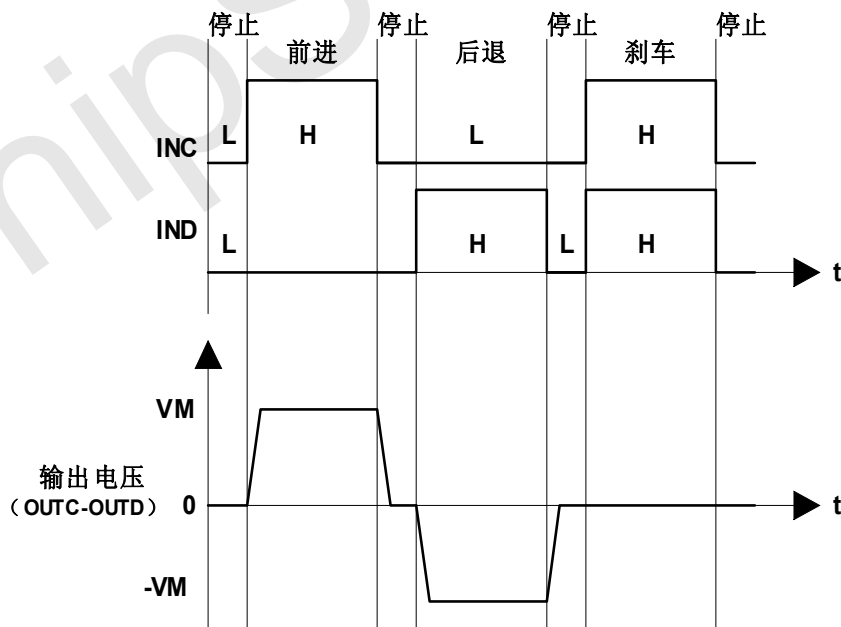 停止 停止 停止 停止
前进 后退 刹车
INC L H L H
IND L H L H
t
VM
输出电压
（OUTC-OUTD） 0 t
-VM